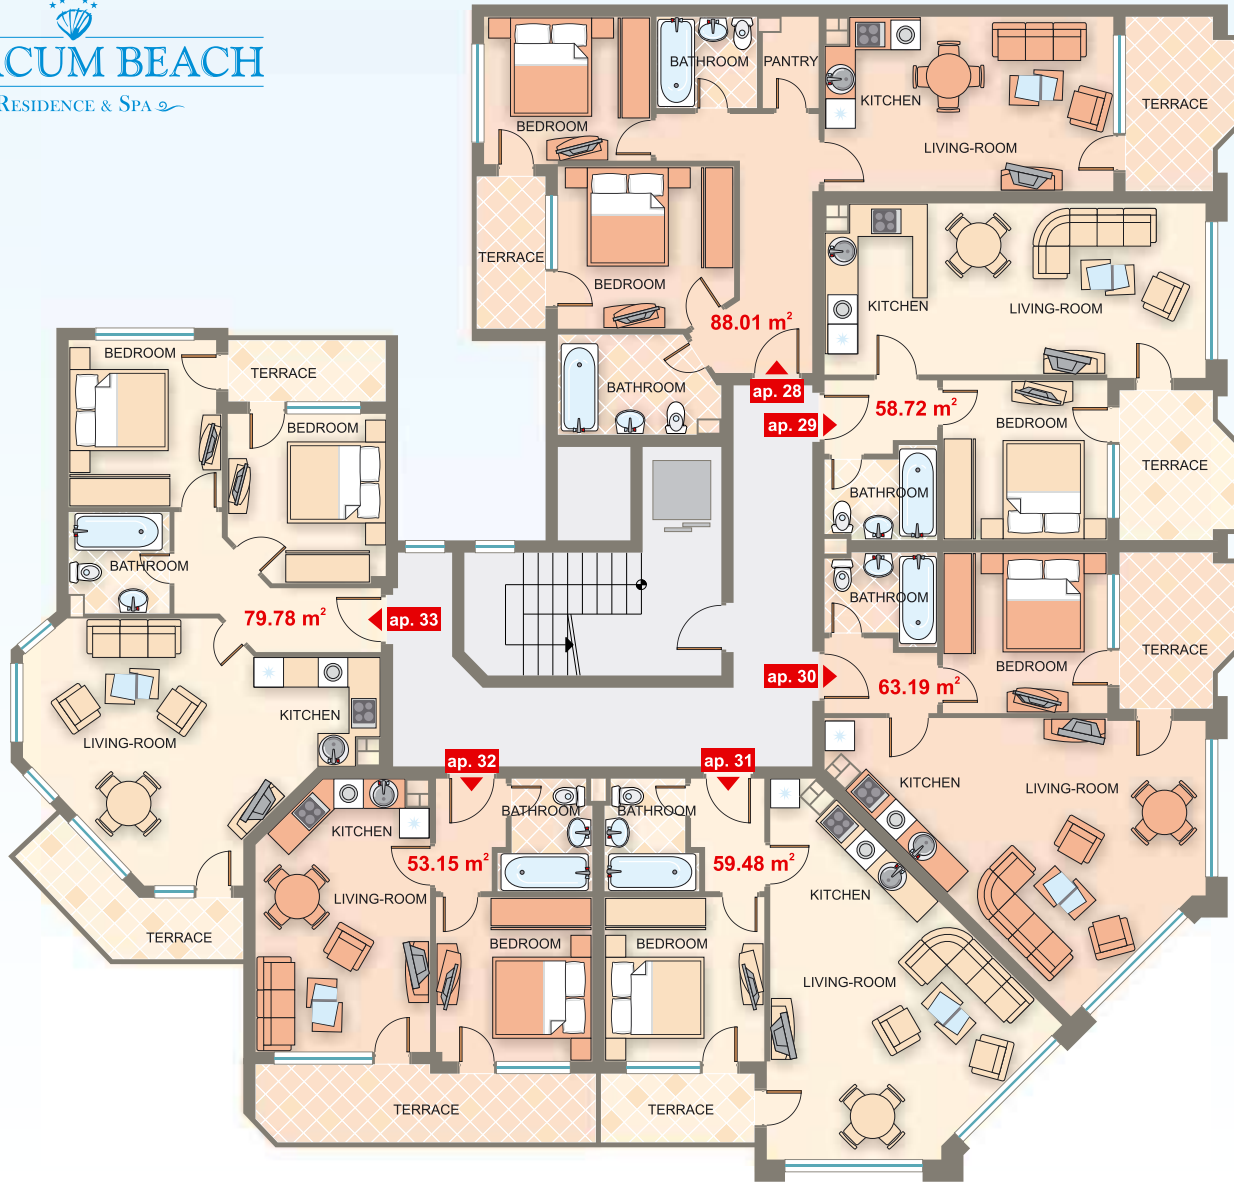 CUM BEACH
RESIDENCE & SPA
BEDROOM
BATHROOM
PANTRY
KITCHEN
TERRACE
LIVING-ROOM
TERRACE
BEDROOM
88.01 m²
BATHROOM
ap. 28
KITCHEN
LIVING-ROOM
ap. 29
58.72 m²
BEDROOM
TERRACE
BATHROOM
BEDROOM
TERRACE
BEDROOM
BATHROOM
79.78 m²
ap. 33
KITCHEN
LIVING-ROOM
TERRACE
BATHROOM
BEDROOM
TERRACE
ap. 30
63.19 m²
KITCHEN
LIVING-ROOM
ap. 32
KITCHEN
BATHROOM
53.15 m²
LIVING-ROOM
BEDROOM
TERRACE
ap. 31
BATHROOM
59.48 m²
KITCHEN
BEDROOM
LIVING-ROOM
TERRACE